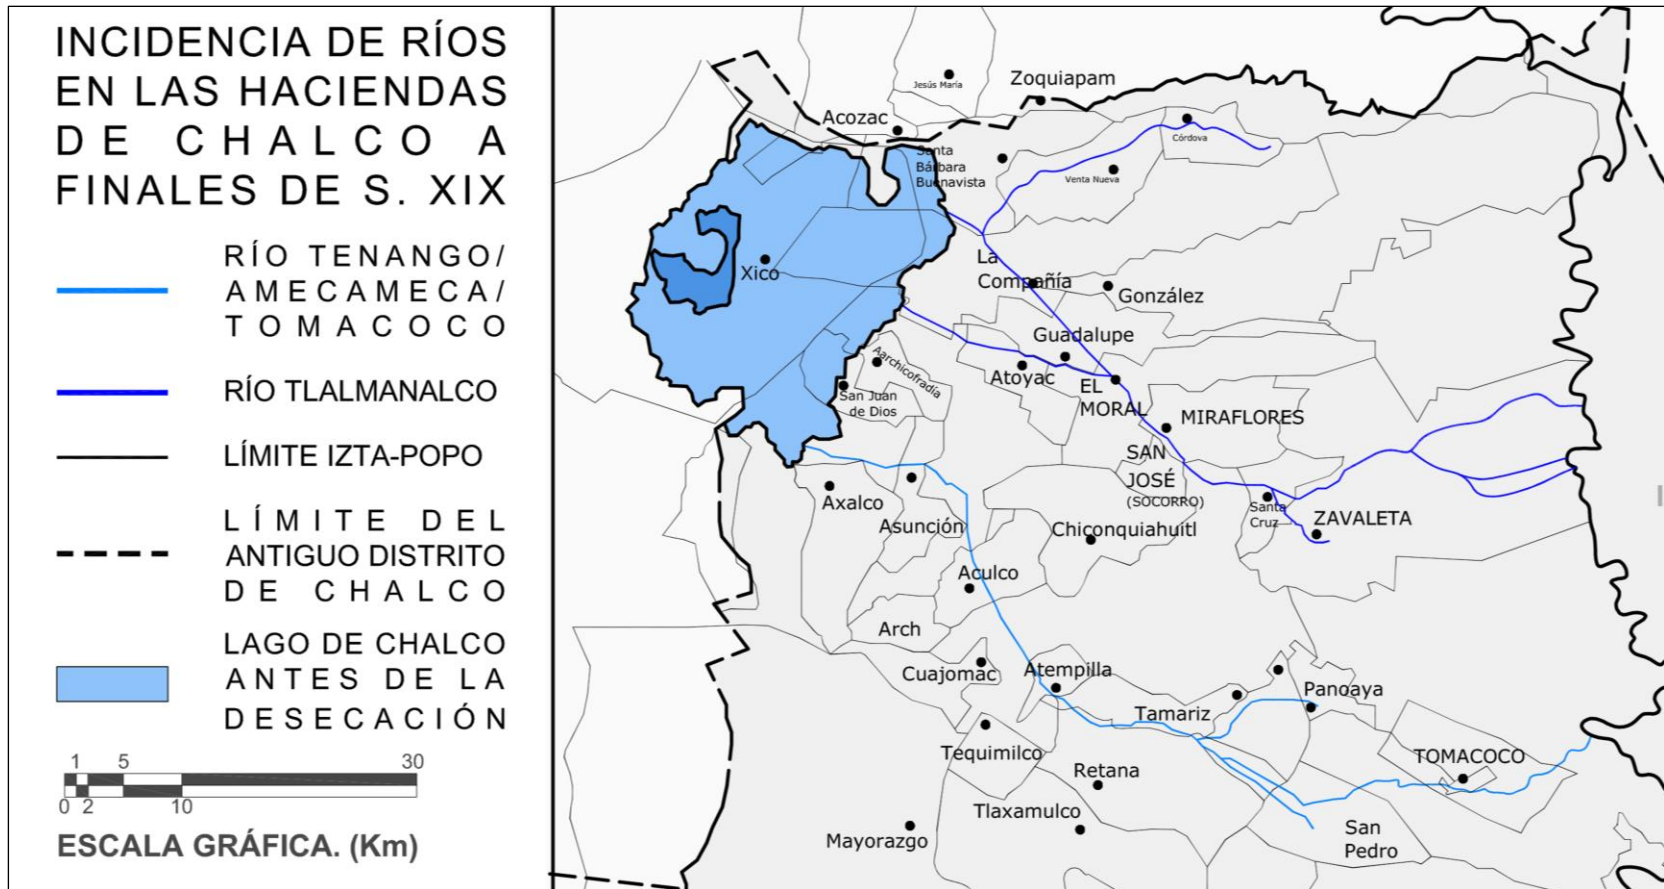 INCIDENCIA DE RÍOS
EN LAS HACIENDAS
DE CHALCO A
FINALES DE S. XIX
RÍO TENANGO/
AMECAMECA/
TOMACOCO
RÍO TLALMANALCO
LÍMITE IZTA-POPO
LÍMITE DEL
ANTIGUO DISTRITO
DE CHALCO
LAGO DE CHALCO
ANTES DE LA
DESECACIÓN
1 5 30
0 2 10
ESCALA GRÁFICA. (Km)
Jesús María
Zoquiapam
Acozac
Córdova
Santa
Bárbara
Buenavista
Venta Nueva
Xico
La
Compañía
González
Guadalupe
Aarchicofradía
Atoyac
EL
MORAL
San Juan
de Dios
MIRAFLORES
SAN
JOSÉ
(SOCORRO)
Axalco
Asunción
Santa
Cruz
ZAVALETA
Chiconquiahuitl
Aculco
Arch
Cuajomac
Atempilla
Panoaya
Tamariz
Tequimilco
TOMACOCO
Retana
Tlaxamulco
Mayorazgo
San
Pedro